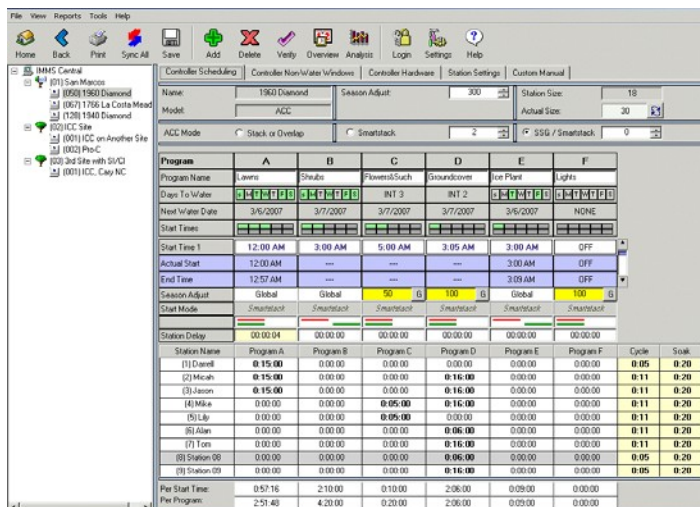 File View Reports Tools Help
Home Back Print Sync All Save Add Delete Verify Overview Analysis Login Settings Help
IMMS Central
(01) San Marcos
(050) 1960 Diamond
(067) 1766 La Costa Mead
(128) 1940 Diamond
(02) ICC Site
(001) ICC on Another Site
(002) Pro-C
(03) 3rd Site with SI/CI
(001) ICC, Cary NC
Controller Scheduling Controller Non-Water Windows Controller Hardware Station Settings Custom Manual
Name: 1960 Diamond Season Adjust: 300 Station Size: 18
Model: ACC Actual Size: 30
ACC Mode Stack or Overlap Smartstack 2 SSG / Smartstack 0
Program A B C D E F
Program Name Lawns Shrubs Flowers&Such Groundcover Ice Plant Lights
Days To Water S M T W T F S S M T W T F S INT 3 INT 2 S M T W T F S S M T W T F S
Next Water Date 3/6/2007 3/7/2007 3/7/2007 3/7/2007 3/6/2007 NONE
Start Times
Start Time 1 12:00 AM 3:00 AM 5:00 AM 3:05 AM 3:00 AM OFF
Actual Start 12:00 AM --- --- --- 3:00 AM OFF
End Time 12:57 AM --- --- --- 3:09 AM OFF
Season Adjust Global Global 50 G 100 G Global 100 G
Start Mode Smartstack Smartstack Smartstack Smartstack Smartstack Smartstack
Station Delay 00:00:04 00:00:00 00:00:00 00:00:00 00:00:00 00:00:00
Station Name Program A Program B Program C Program D Program E Program F Cycle Soak
(1) Darrell 0:15:00 0:00:00 0:00:00 0:00:00 0:00:00 0:00:00 0:05 0:20
(2) Micah 0:15:00 0:00:00 0:00:00 0:16:00 0:00:00 0:00:00 0:11 0:20
(3) Jason 0:15:00 0:00:00 0:00:00 0:16:00 0:00:00 0:00:00 0:11 0:20
(4) Mike 0:00:00 0:00:00 0:05:00 0:16:00 0:00:00 0:00:00 0:11 0:20
(5) Lily 0:00:00 0:00:00 0:05:00 0:00:00 0:00:00 0:00:00 0:11 0:20
(6) Alan 0:00:00 0:00:00 0:00:00 0:06:00 0:00:00 0:00:00 0:11 0:20
(7) Tom 0:00:00 0:00:00 0:00:00 0:16:00 0:00:00 0:00:00 0:11 0:20
(8) Station 08 0:00:00 0:00:00 0:00:00 0:06:00 0:00:00 0:00:00 0:05 0:20
(9) Station 09 0:00:00 0:00:00 0:00:00 0:16:00 0:00:00 0:00:00 0:05 0:20
Per Start Time: 0:57:16 2:10:00 0:10:00 2:06:00 0:09:00 0:00:00
Per Program: 2:51:48 4:20:00 0:20:00 2:06:00 0:09:00 0:00:00